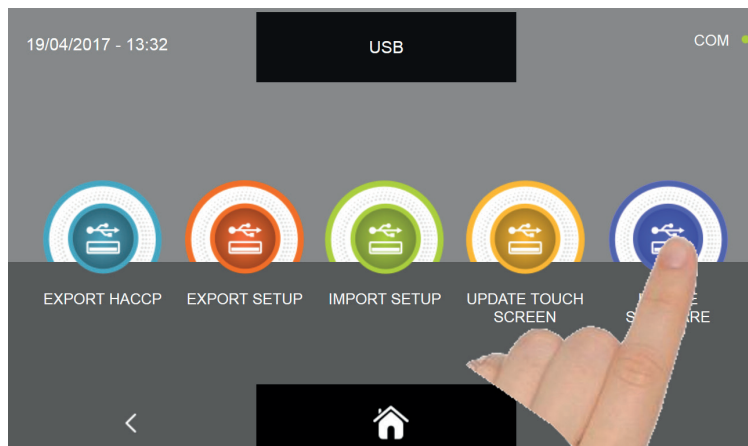 19/04/2017 - 13:32
USB
COM
EXPORT HACCP
EXPORT SETUP
IMPORT SETUP
UPDATE TOUCH
SCREEN